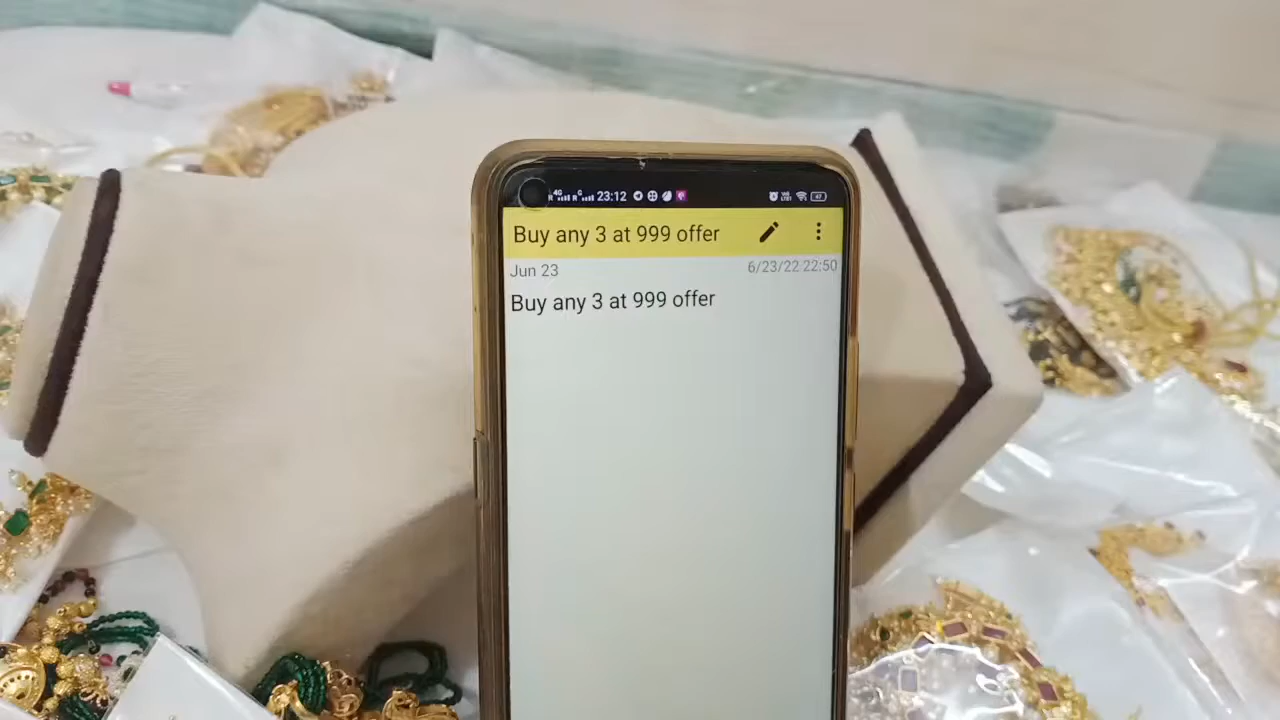 23:12
Buy any 3 at 999 offer
Jun 23 6/23/22 22:50
Buy any 3 at 999 offer